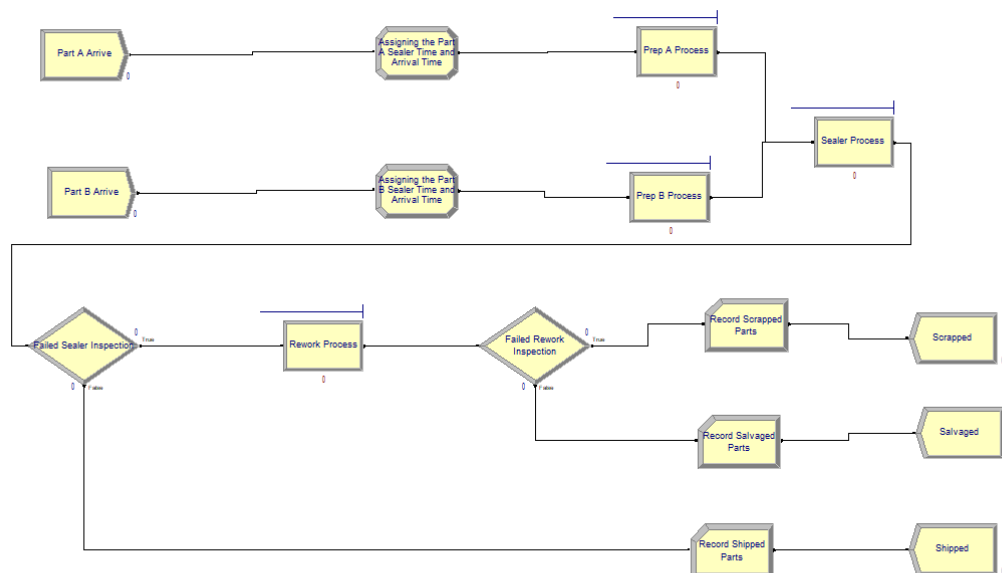 Part A Arrive
0
Assigning the Part
A Sealer Time and
Arrival Time
Prep A Process
0
Sealer Process
0
Part B Arrive
0
Assigning the Part
B Sealer Time and
Arrival Time
Prep B Process
0
Failed Sealer Inspection
0
True
0
False
Rework Process
0
Failed Rework
Inspection
0
True
0
False
Record Scrapped
Parts
Scrapped
Record Salvaged
Parts
Salvaged
Record Shipped
Parts
Shipped